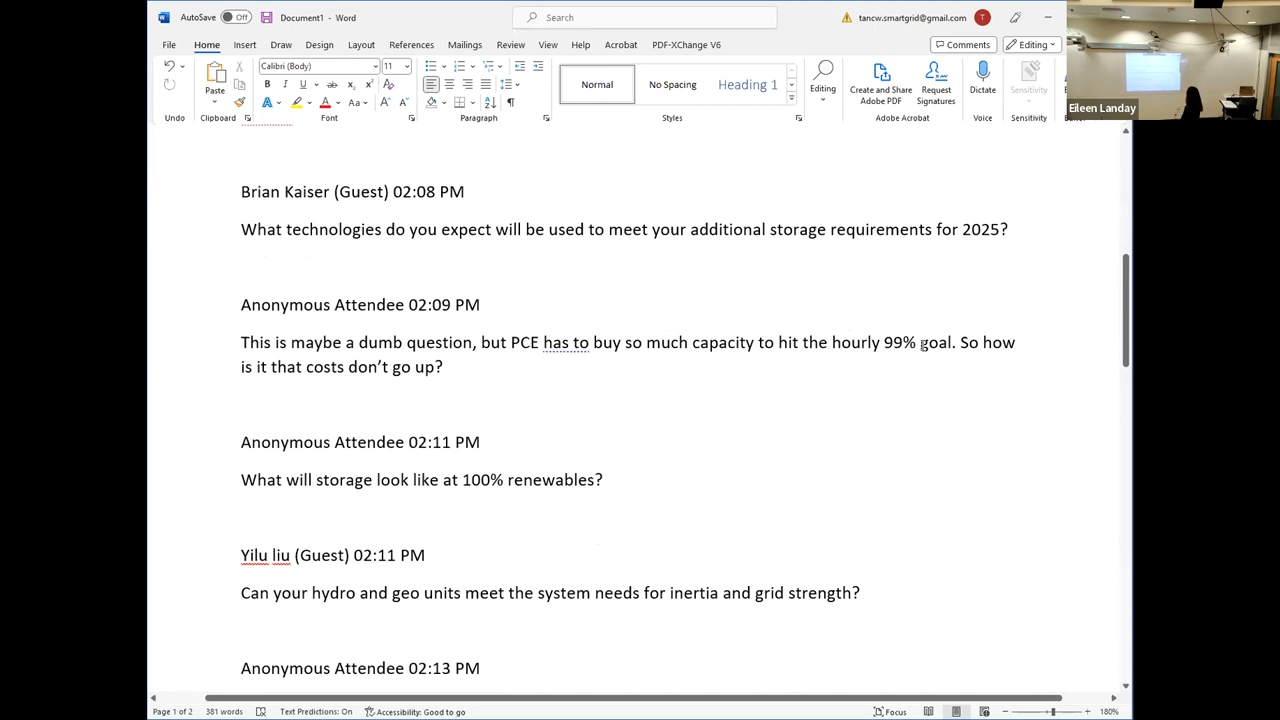 AutoSave Off Document1 - Word Search tancw.smartgrid@gmail.com T
File Home Insert Draw Design Layout References Mailings Review View Help Acrobat PDF-XChange V6 Comments Editing
Calibri (Body) 11
Paste
Normal No Spacing Heading 1
Editing Create and Share Adobe PDF Request Signatures Dictate Sensitivity
Undo Clipboard Font Paragraph Styles Adobe Acrobat Voice Sensitivity
Eileen Landay
Brian Kaiser (Guest) 02:08 PM
What technologies do you expect will be used to meet your additional storage requirements for 2025?
Anonymous Attendee 02:09 PM
This is maybe a dumb question, but PCE has to buy so much capacity to hit the hourly 99% goal. So how
is it that costs don't go up?
Anonymous Attendee 02:11 PM
What will storage look like at 100% renewables?
Yilu liu (Guest) 02:11 PM
Can your hydro and geo units meet the system needs for inertia and grid strength?
Anonymous Attendee 02:13 PM
Page 1 of 2 381 words Text Predictions: On Accessibility: Good to go Focus 180%